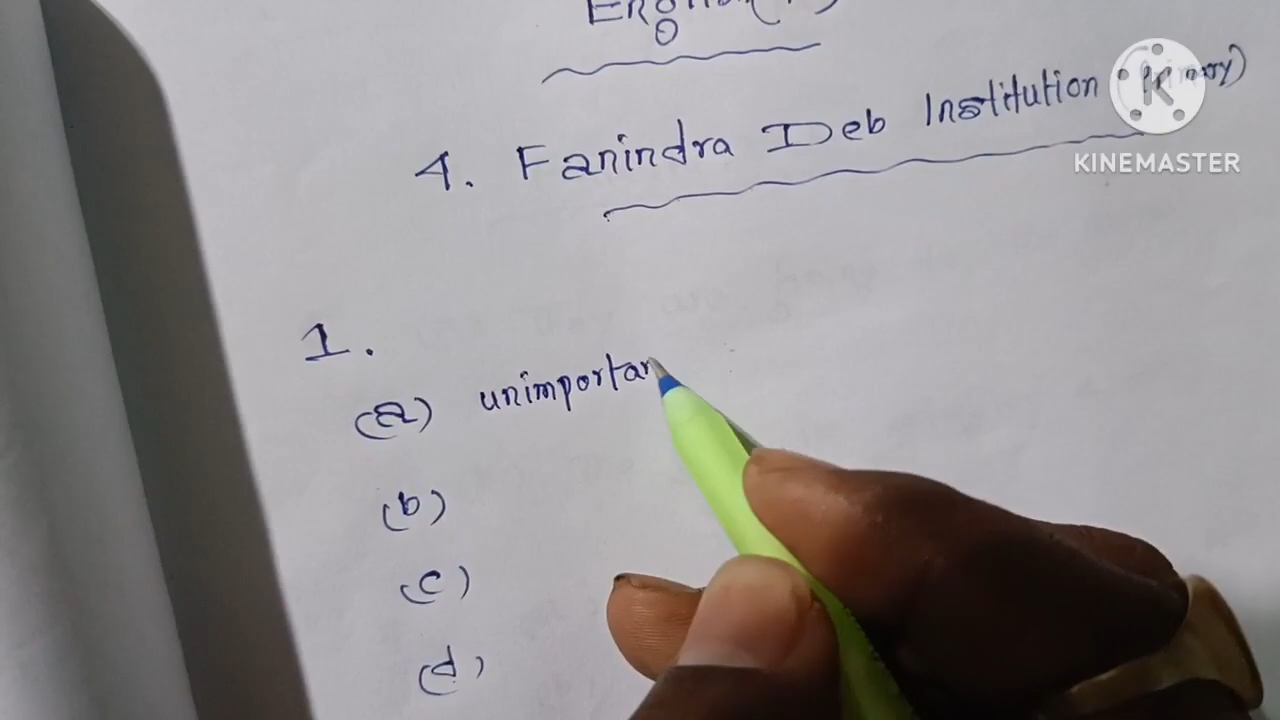 4. Fanindra Deb Institution
KINEMASTER
1.
(a) unimportan
(b)
(c)
(d)